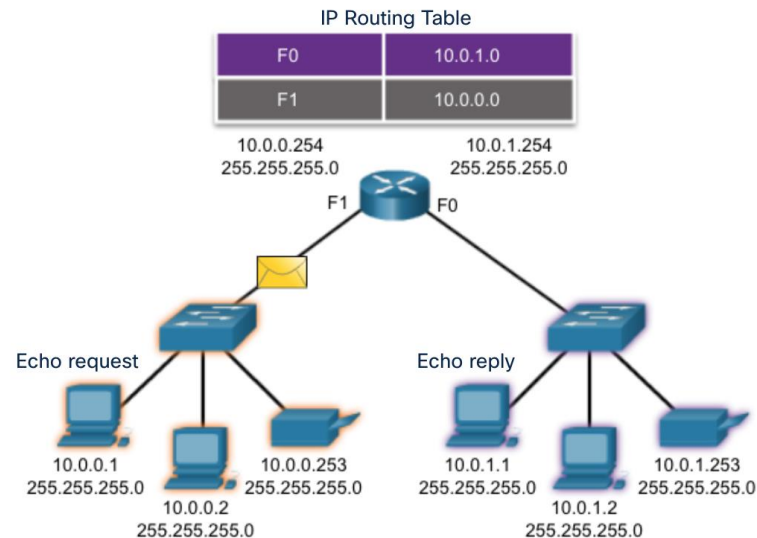 IP Routing Table
F0 10.0.1.0
F1 10.0.0.0
10.0.0.254
255.255.255.0
10.0.1.254
255.255.255.0
F1
F0
Echo request
Echo reply
10.0.0.1
255.255.255.0
10.0.0.2
255.255.255.0
10.0.0.253
255.255.255.0
10.0.1.1
255.255.255.0
10.0.1.2
255.255.255.0
10.0.1.253
255.255.255.0